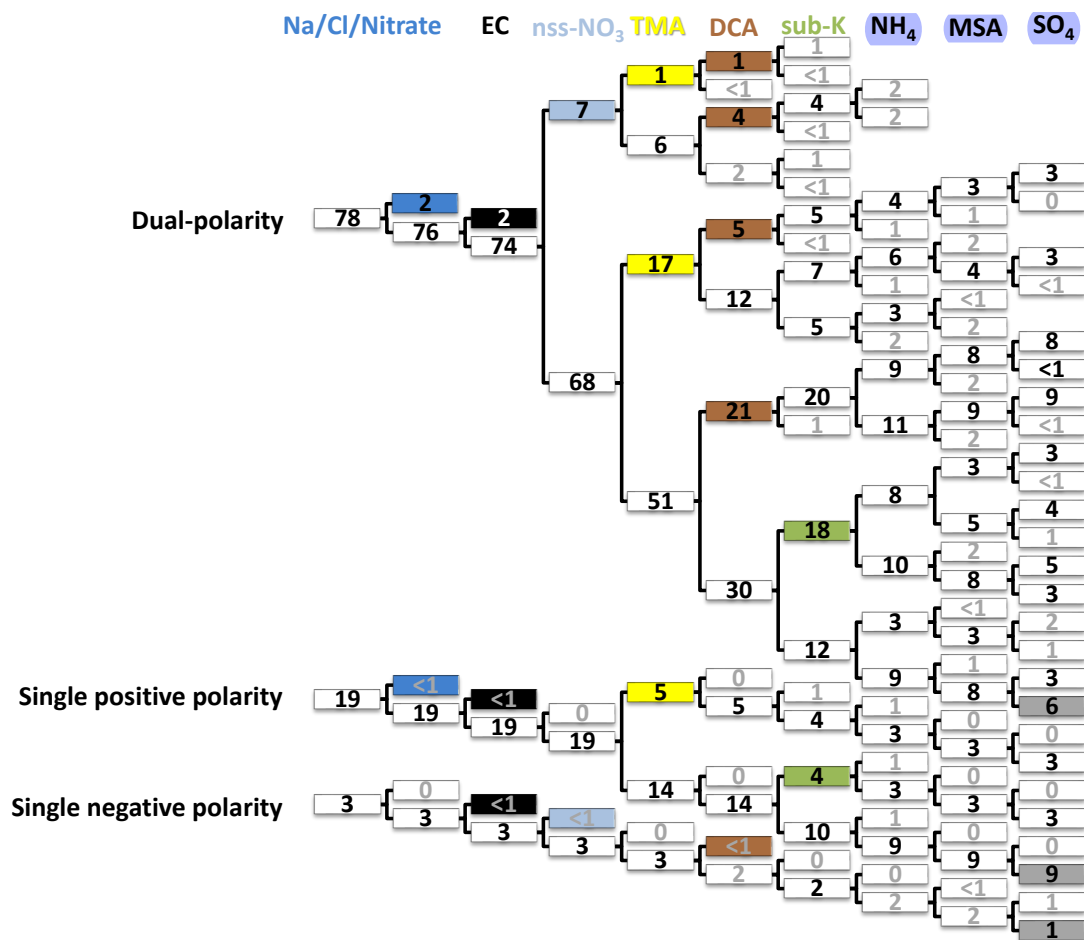 Na/Cl/Nitrate EC nss-NO₃ TMA DCA sub-K NH₄ MSA SO₄
1
1
1 <1
<1 2
4
7
4 2
<1
6
1
2 3
<1 3
2 4 0
Dual-polarity 78 2 5 1
76 5 1
74 <1 2
17 6 3
7 4
1 <1
12 <1
3
5 2
2 8
8
9 <1
68 2
20 9
21 9
11 <1
1 2
3
3
<1
8
51 4
5
18 1
2
10 5
8
30 3
<1
3 2
3
12 1
1
0 9 3
<1 5 1 8
Single positive polarity 19 <1 6
5 1
19 0 0
19 4 0
3
19 3
1 3
0 4 0
14 3
0 14 0
Single negative polarity 3 <1 3
<1 1 3
3 0 10
3 0
3 9 0
<1 0 9
3 0
2 0 9
2 <1
2 1
2
1